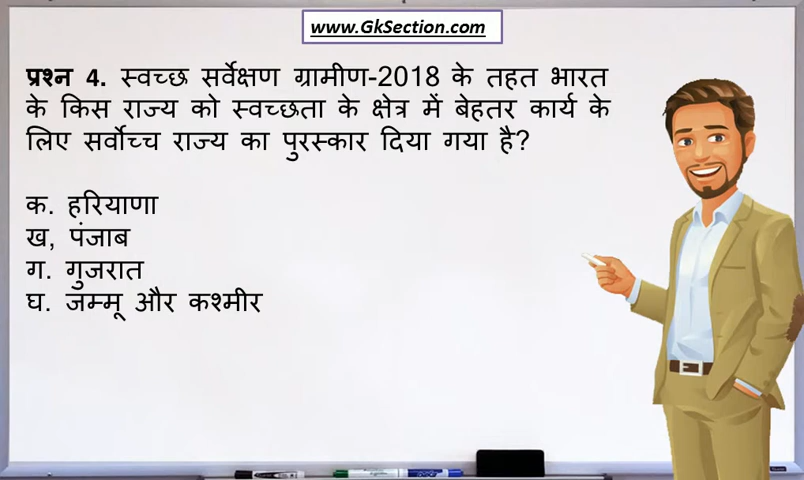 www.GkSection.com
प्रश्न 4. स्वच्छ सर्वेक्षण ग्रामीण-2018 के तहत भारत
के किस राज्य को स्वच्छता के क्षेत्र में बेहतर कार्य के
लिए सर्वोच्च राज्य का पुरस्कार दिया गया है?
क. हरियाणा
ख, पंजाब
ग. गुजरात
घ. जम्मू और कश्मीर